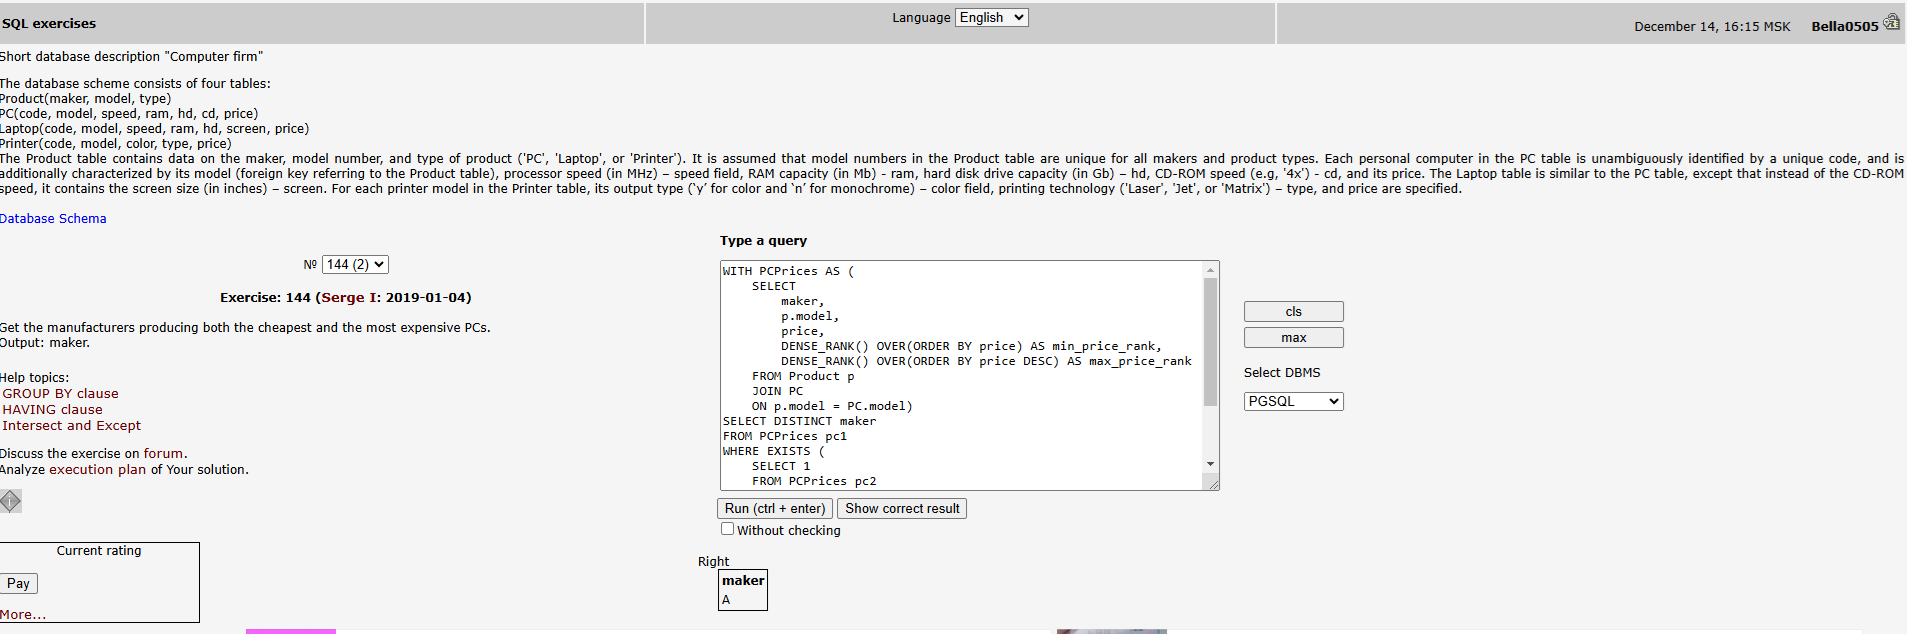 SQL exercises
Language English
December 14, 16:15 MSK Bella0505
Short database description "Computer firm"
The database scheme consists of four tables:
Product(maker, model, type)
PC(code, model, speed, ram, hd, cd, price)
Laptop(code, model, speed, ram, hd, screen, price)
Printer(code, model, color, type, price)
The Product table contains data on the maker, model number, and type of product ('PC', 'Laptop', or 'Printer'). It is assumed that model numbers in the Product table are unique for all makers and product types. Each personal computer in the PC table is unambiguously identified by a unique code, and is
additionally characterized by its model (foreign key referring to the Product table), processor speed (in MHz) – speed field, RAM capacity (in Mb) - ram, hard disk drive capacity (in Gb) – hd, CD-ROM speed (e.g, '4x') - cd, and its price. The Laptop table is similar to the PC table, except that instead of the CD-ROM
speed, it contains the screen size (in inches) – screen. For each printer model in the Printer table, its output type (‘y’ for color and ‘n’ for monochrome) – color field, printing technology ('Laser', 'Jet', or 'Matrix') – type, and price are specified.
Database Schema
№ 144 (2)
Exercise: 144 (Serge I: 2019-01-04)
Get the manufacturers producing both the cheapest and the most expensive PCs.
Output: maker.
Help topics:
GROUP BY clause
HAVING clause
Intersect and Except
Discuss the exercise on forum.
Analyze execution plan of Your solution.
Current rating
Pay
More...
Type a query
WITH PCPrices AS (
SELECT
maker,
p.model,
price,
DENSE_RANK() OVER(ORDER BY price) AS min_price_rank,
DENSE_RANK() OVER(ORDER BY price DESC) AS max_price_rank
FROM Product p
JOIN PC
ON p.model = PC.model)
SELECT DISTINCT maker
FROM PCPrices pc1
WHERE EXISTS (
SELECT 1
FROM PCPrices pc2
cls
max
Select DBMS
PGSQL
Run (ctrl + enter) Show correct result
Without checking
Right
maker
A